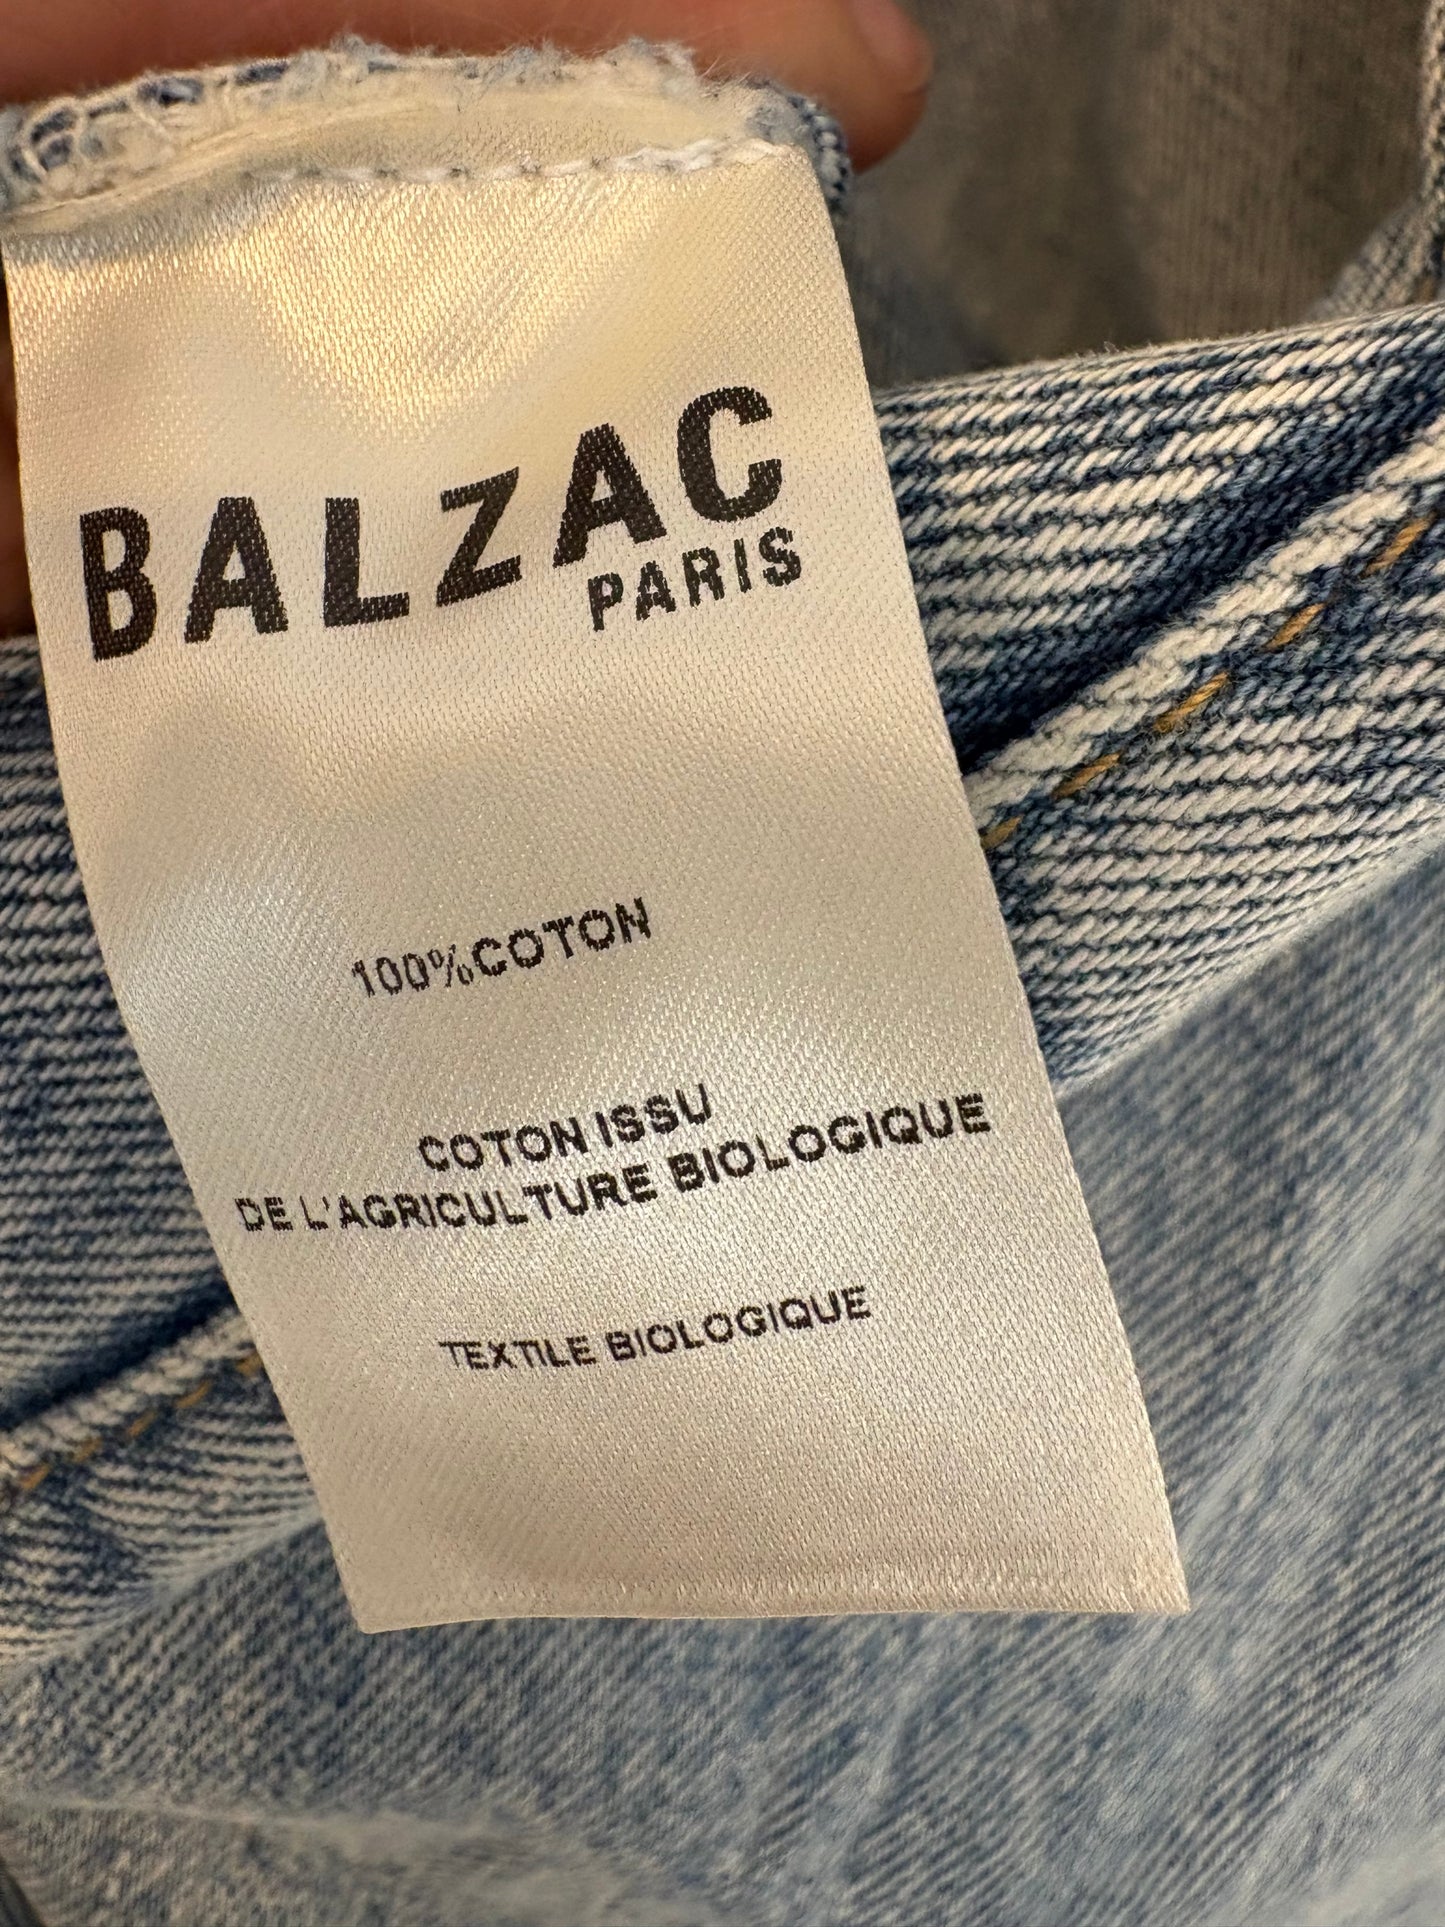 BALZAC
PARIS
100%COTON
COTON ISSU
DE L'AGRICULTURE BIOLOGIQUE
TEXTILE BIOLOGIQUE